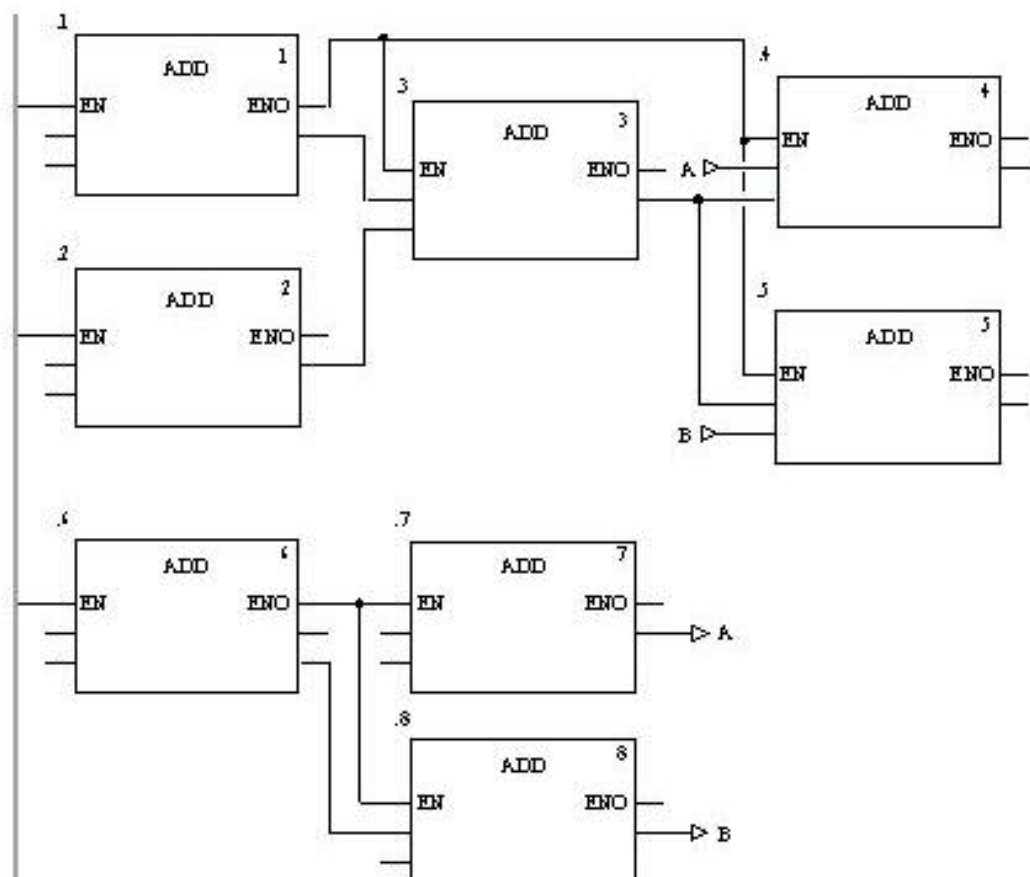 .1
ADD 1
EN ENO
.2
ADD 2
EN ENO
.3
ADD 3
EN ENO
A
.4
ADD 4
EN ENO
.5
ADD 5
EN ENO
B
.6
ADD 6
EN ENO
.7
ADD 7
EN ENO
A
.8
ADD 8
EN ENO
B